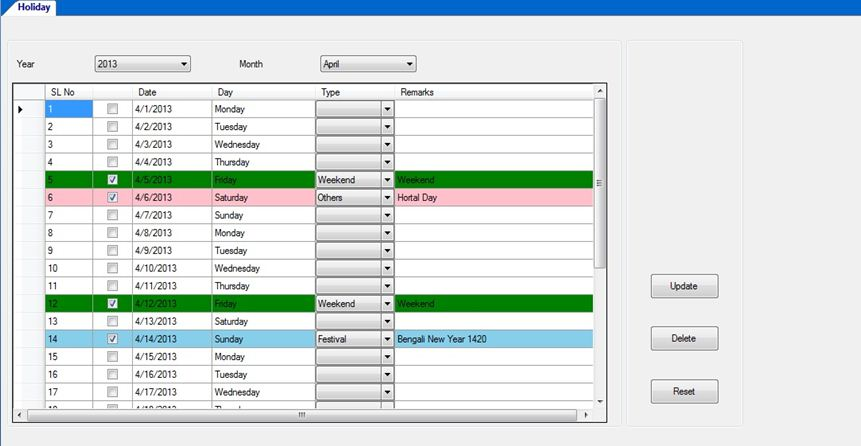 Holiday
Year 2013 Month April
SL No Date Day Type Remarks
1 4/1/2013 Monday
2 4/2/2013 Tuesday
3 4/3/2013 Wednesday
4 4/4/2013 Thursday
5 4/5/2013 Friday Weekend Weekend
6 4/6/2013 Saturday Others Hortal Day
7 4/7/2013 Sunday
8 4/8/2013 Monday
9 4/9/2013 Tuesday
10 4/10/2013 Wednesday
11 4/11/2013 Thursday
12 4/12/2013 Friday Weekend Weekend
13 4/13/2013 Saturday
14 4/14/2013 Sunday Festival Bengali New Year 1420
15 4/15/2013 Monday
16 4/16/2013 Tuesday
17 4/17/2013 Wednesday
Update
Delete
Reset